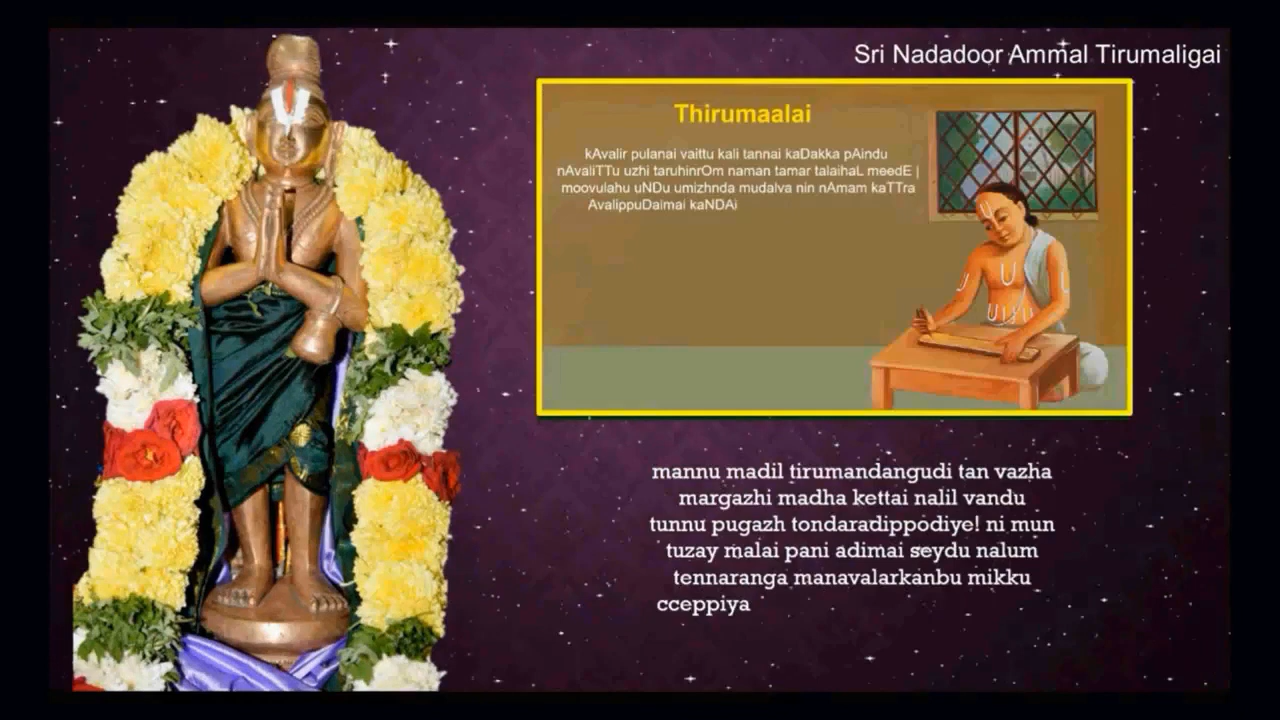 Sri Nadadoor Ammal Tirumaligai
Thirumaalai
kAvalir pulanai vaittu kali tannai kaDakka pAindu
nAvaliTTu uzhi taruhinrOm naman tamar talaihaL meedE |
moovulahu uNDu umizhnda mudalva nin nAmam kaTTra
AvalippuDaimai kaNDAi
mannu madil tirumandangudi tan vazha
margazhi madha kettai nalil vandu
tunnu pugazh tondaradippodiye! ni mun
tuzay malai pani adimai seydu nalum
tennaranga manavalarkanbu mikku
cceppiya